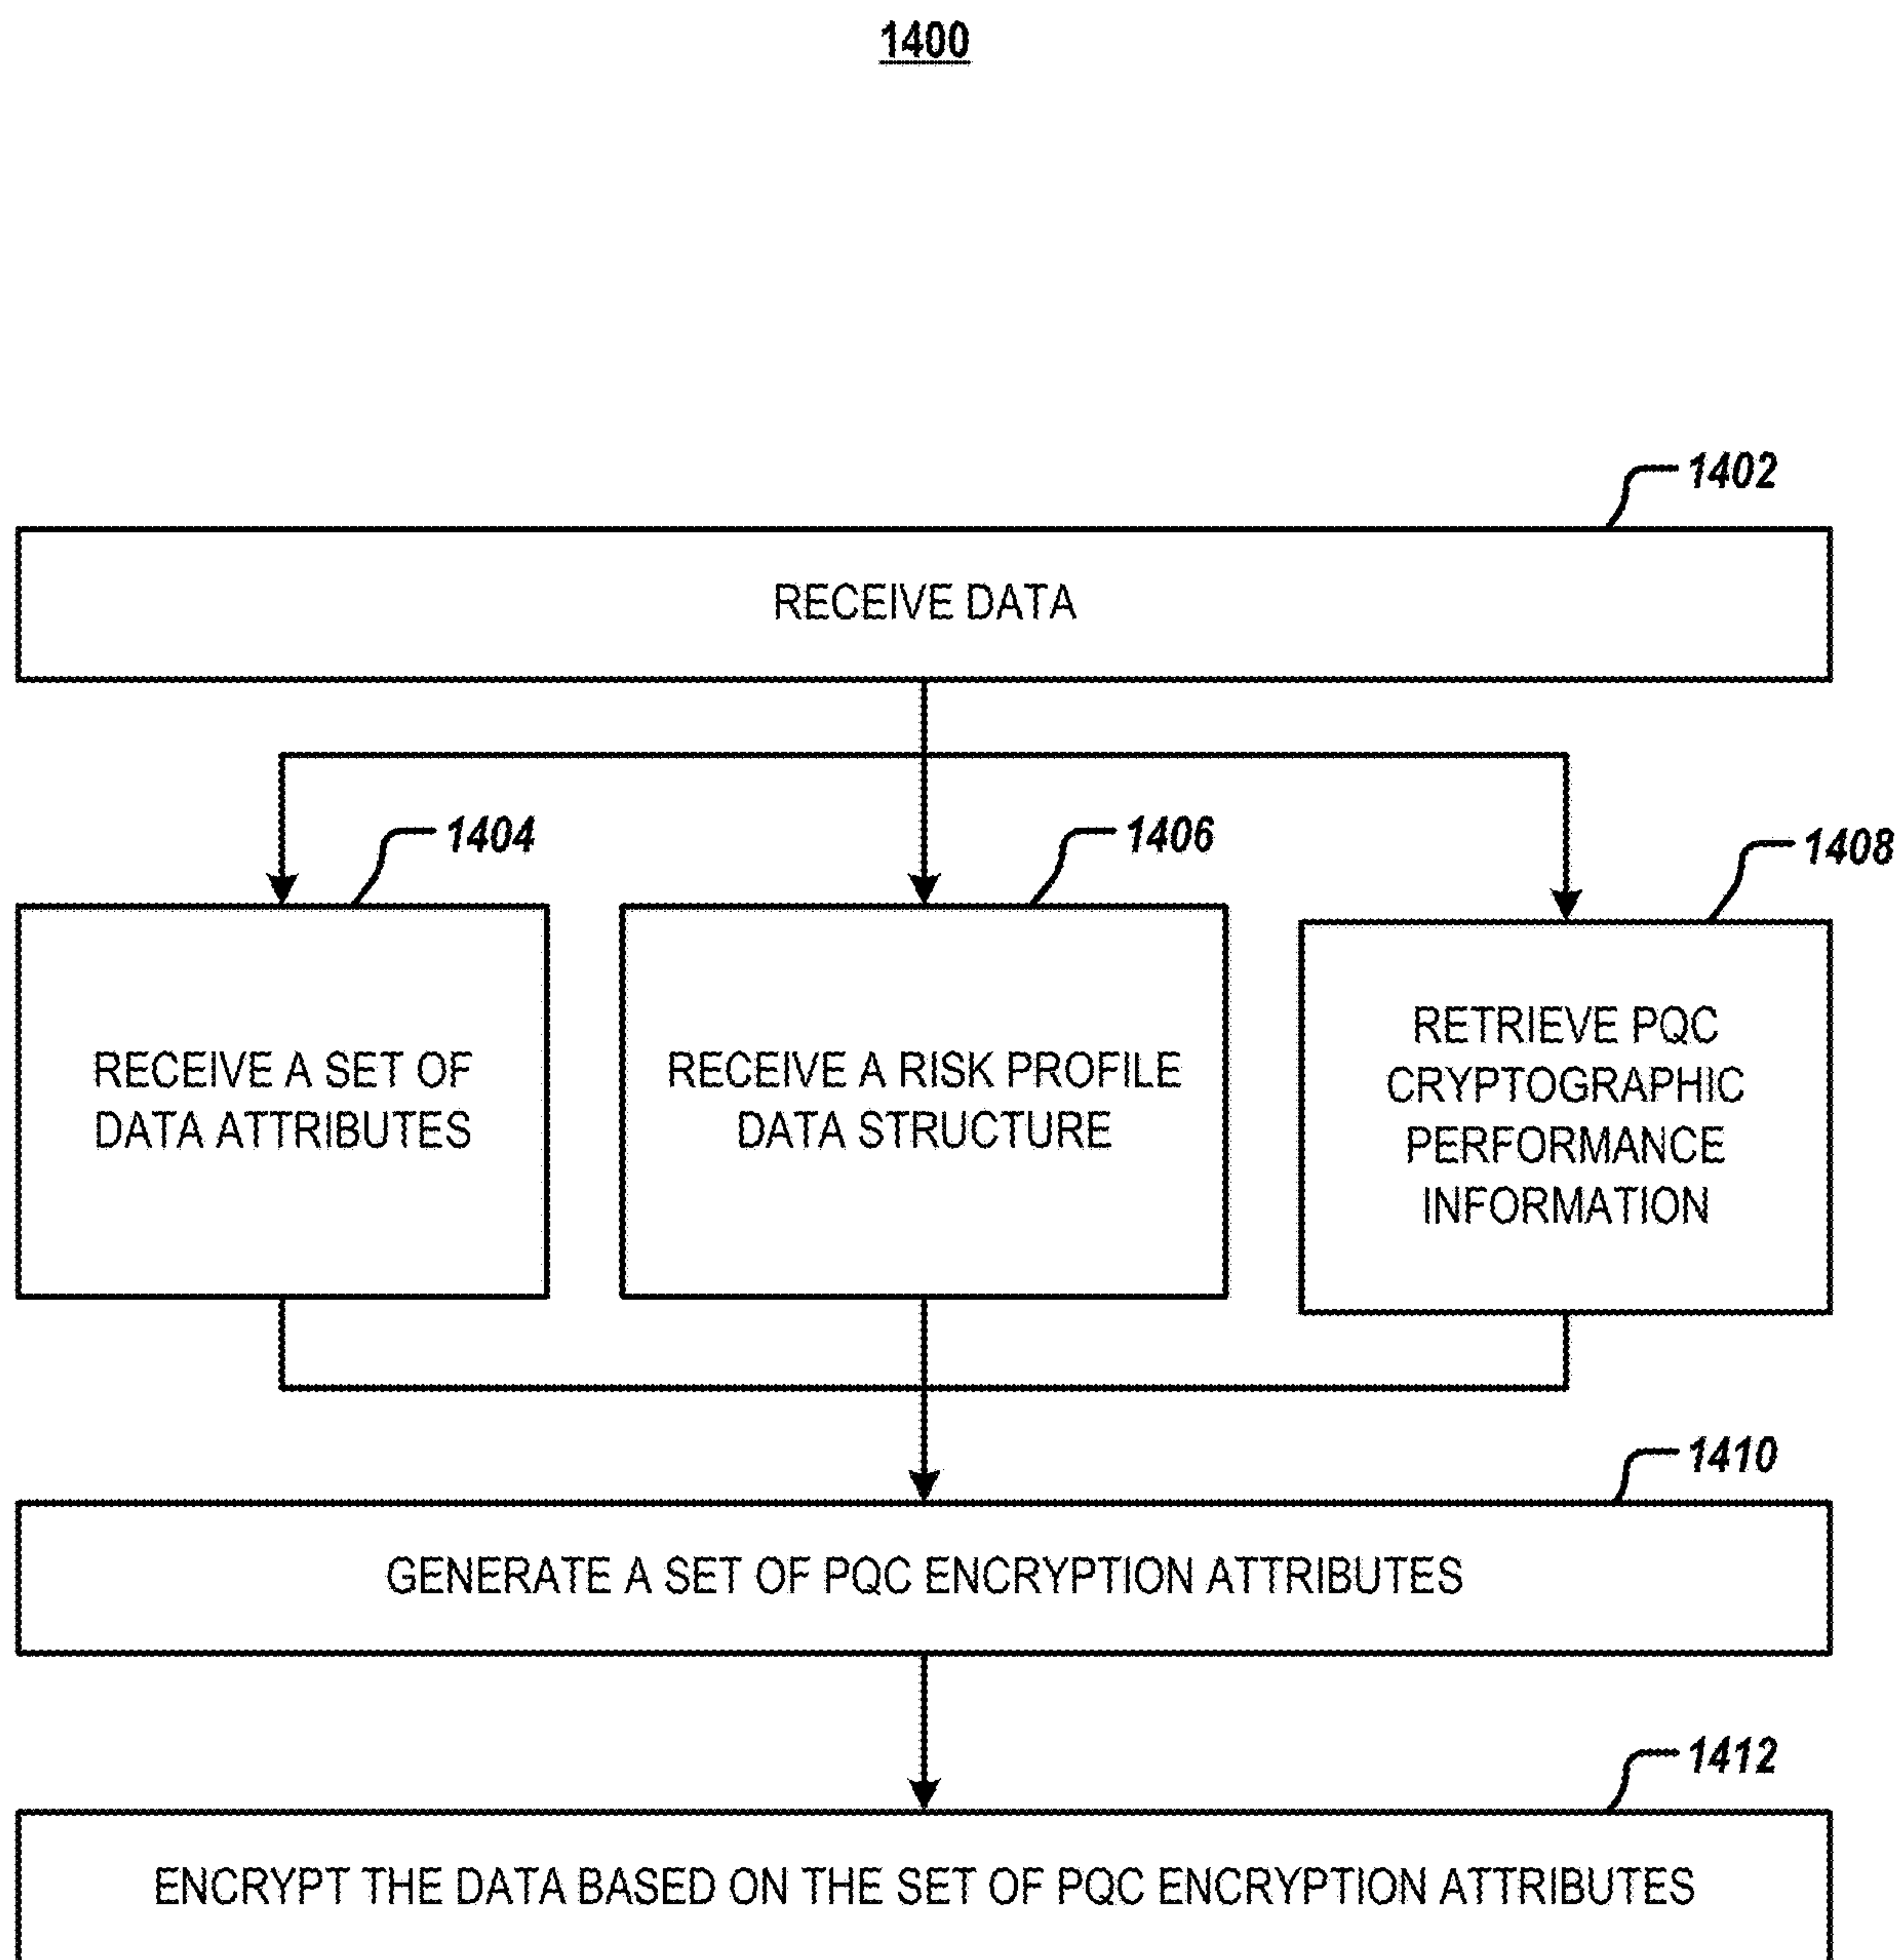 1400
1402
RECEIVE DATA
1404
1406
1408
RECEIVE A SET OF
DATA ATTRIBUTES
RECEIVE A RISK PROFILE
DATA STRUCTURE
RETRIEVE PQC
CRYPTOGRAPHIC
PERFORMANCE
INFORMATION
1410
GENERATE A SET OF PQC ENCRYPTION ATTRIBUTES
1412
ENCRYPT THE DATA BASED ON THE SET OF PQC ENCRYPTION ATTRIBUTES